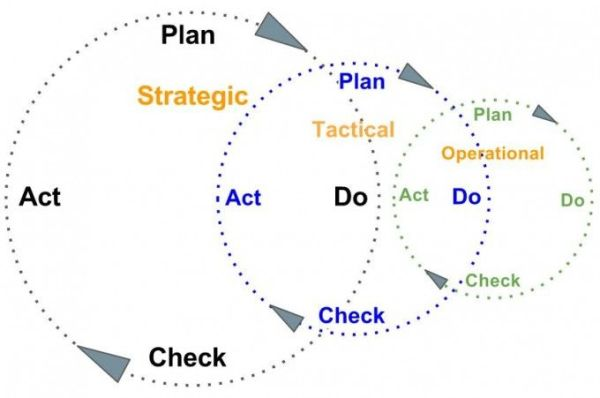 Plan
Strategic
Act
Do
Check
Plan
Tactical
Act
Do
Check
Plan
Operational
Act
Do
Check